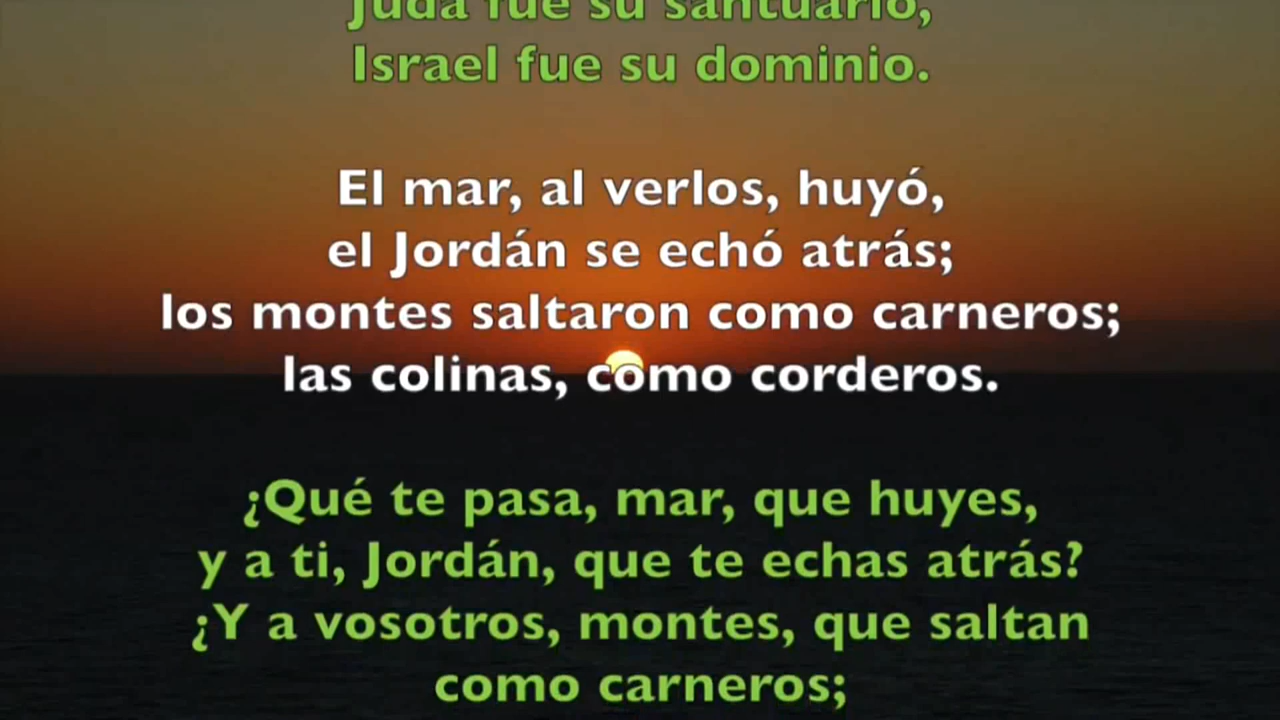 Judá fue su santuario,
Israel fue su dominio.
El mar, al verlos, huyó,
el Jordán se echó atrás;
los montes saltaron como carneros;
las colinas, como corderos.
¿Qué te pasa, mar, que huyes,
y a ti, Jordán, que te echas atrás?
¿Y a vosotros, montes, que saltan
como carneros;